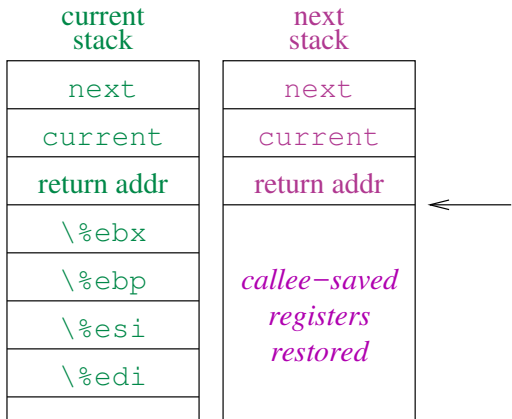 current
stack
next
current
return addr
\%ebx
\%ebp
\%esi
\%edi
next
stack
next
current
return addr
callee−saved
registers
restored